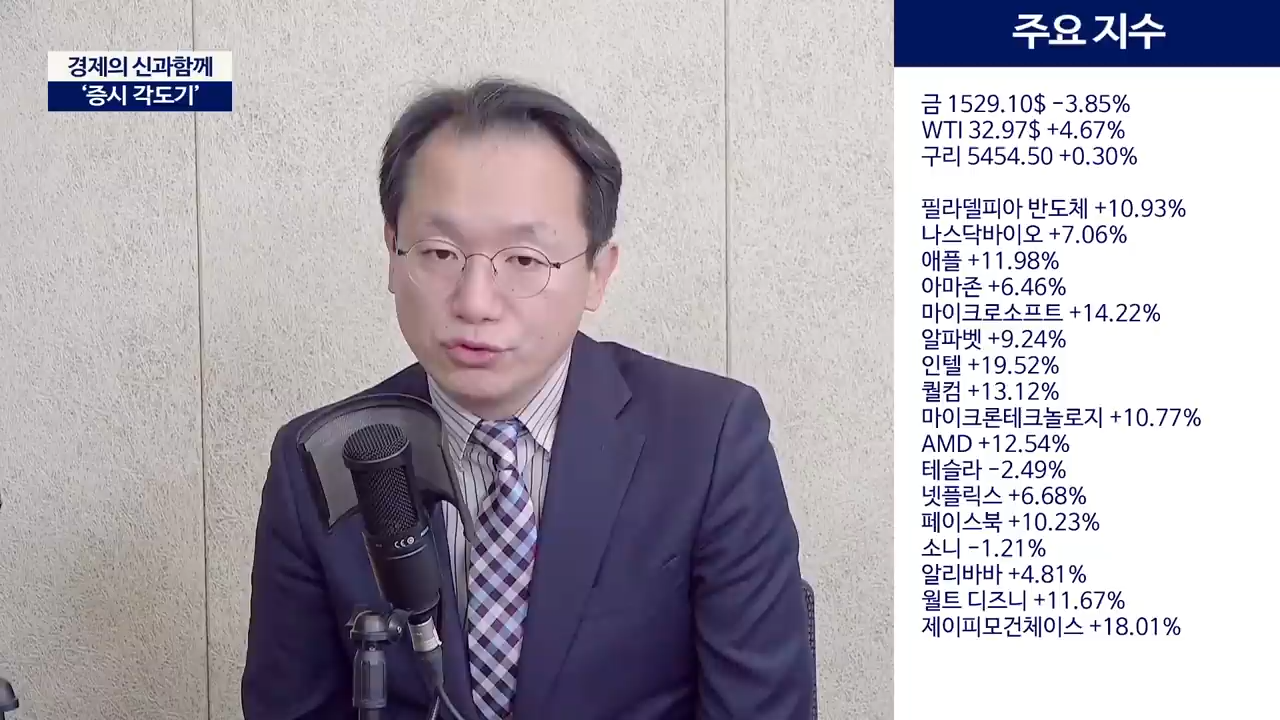 경제의 신과함께
‘증시 각도기’
주요 지수
금 1529.10$ -3.85%
WTI 32.97$ +4.67%
구리 5454.50 +0.30%
필라델피아 반도체 +10.93%
나스닥바이오 +7.06%
애플 +11.98%
아마존 +6.46%
마이크로소프트 +14.22%
알파벳 +9.24%
인텔 +19.52%
퀄컴 +13.12%
마이크론테크놀로지 +10.77%
AMD +12.54%
테슬라 -2.49%
넷플릭스 +6.68%
페이스북 +10.23%
소니 -1.21%
알리바바 +4.81%
월트 디즈니 +11.67%
제이피모건체이스 +18.01%